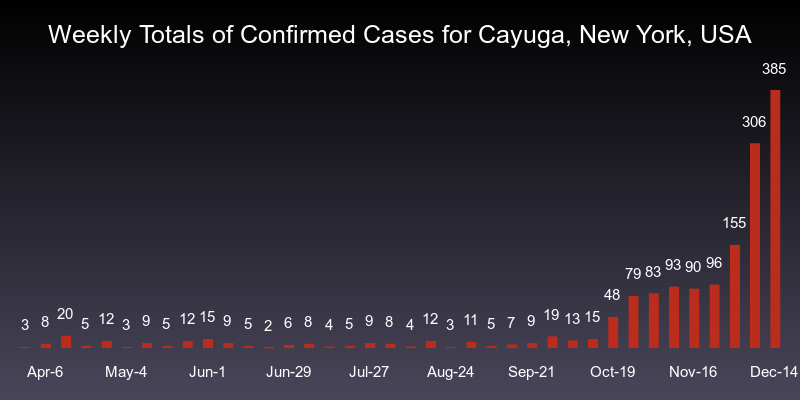 Weekly Totals of Confirmed Cases for Cayuga, New York, USA
385
306
155
3 8 20 5 12 3 9 5 12 15 9 5 2 6 8 4 5 9 8 4 12 3 11 5 7 9 19 13 15 48 79 83 93 90 96
Apr-6 May-4 Jun-1 Jun-29 Jul-27 Aug-24 Sep-21 Oct-19 Nov-16 Dec-14